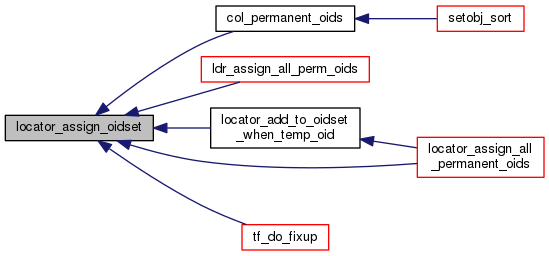 col_permanent_oids
setobj_sort
ldr_assign_all_perm_oids
locator_assign_oidset
locator_add_to_oidset
_when_temp_oid
locator_assign_all
_permanent_oids
tf_do_fixup